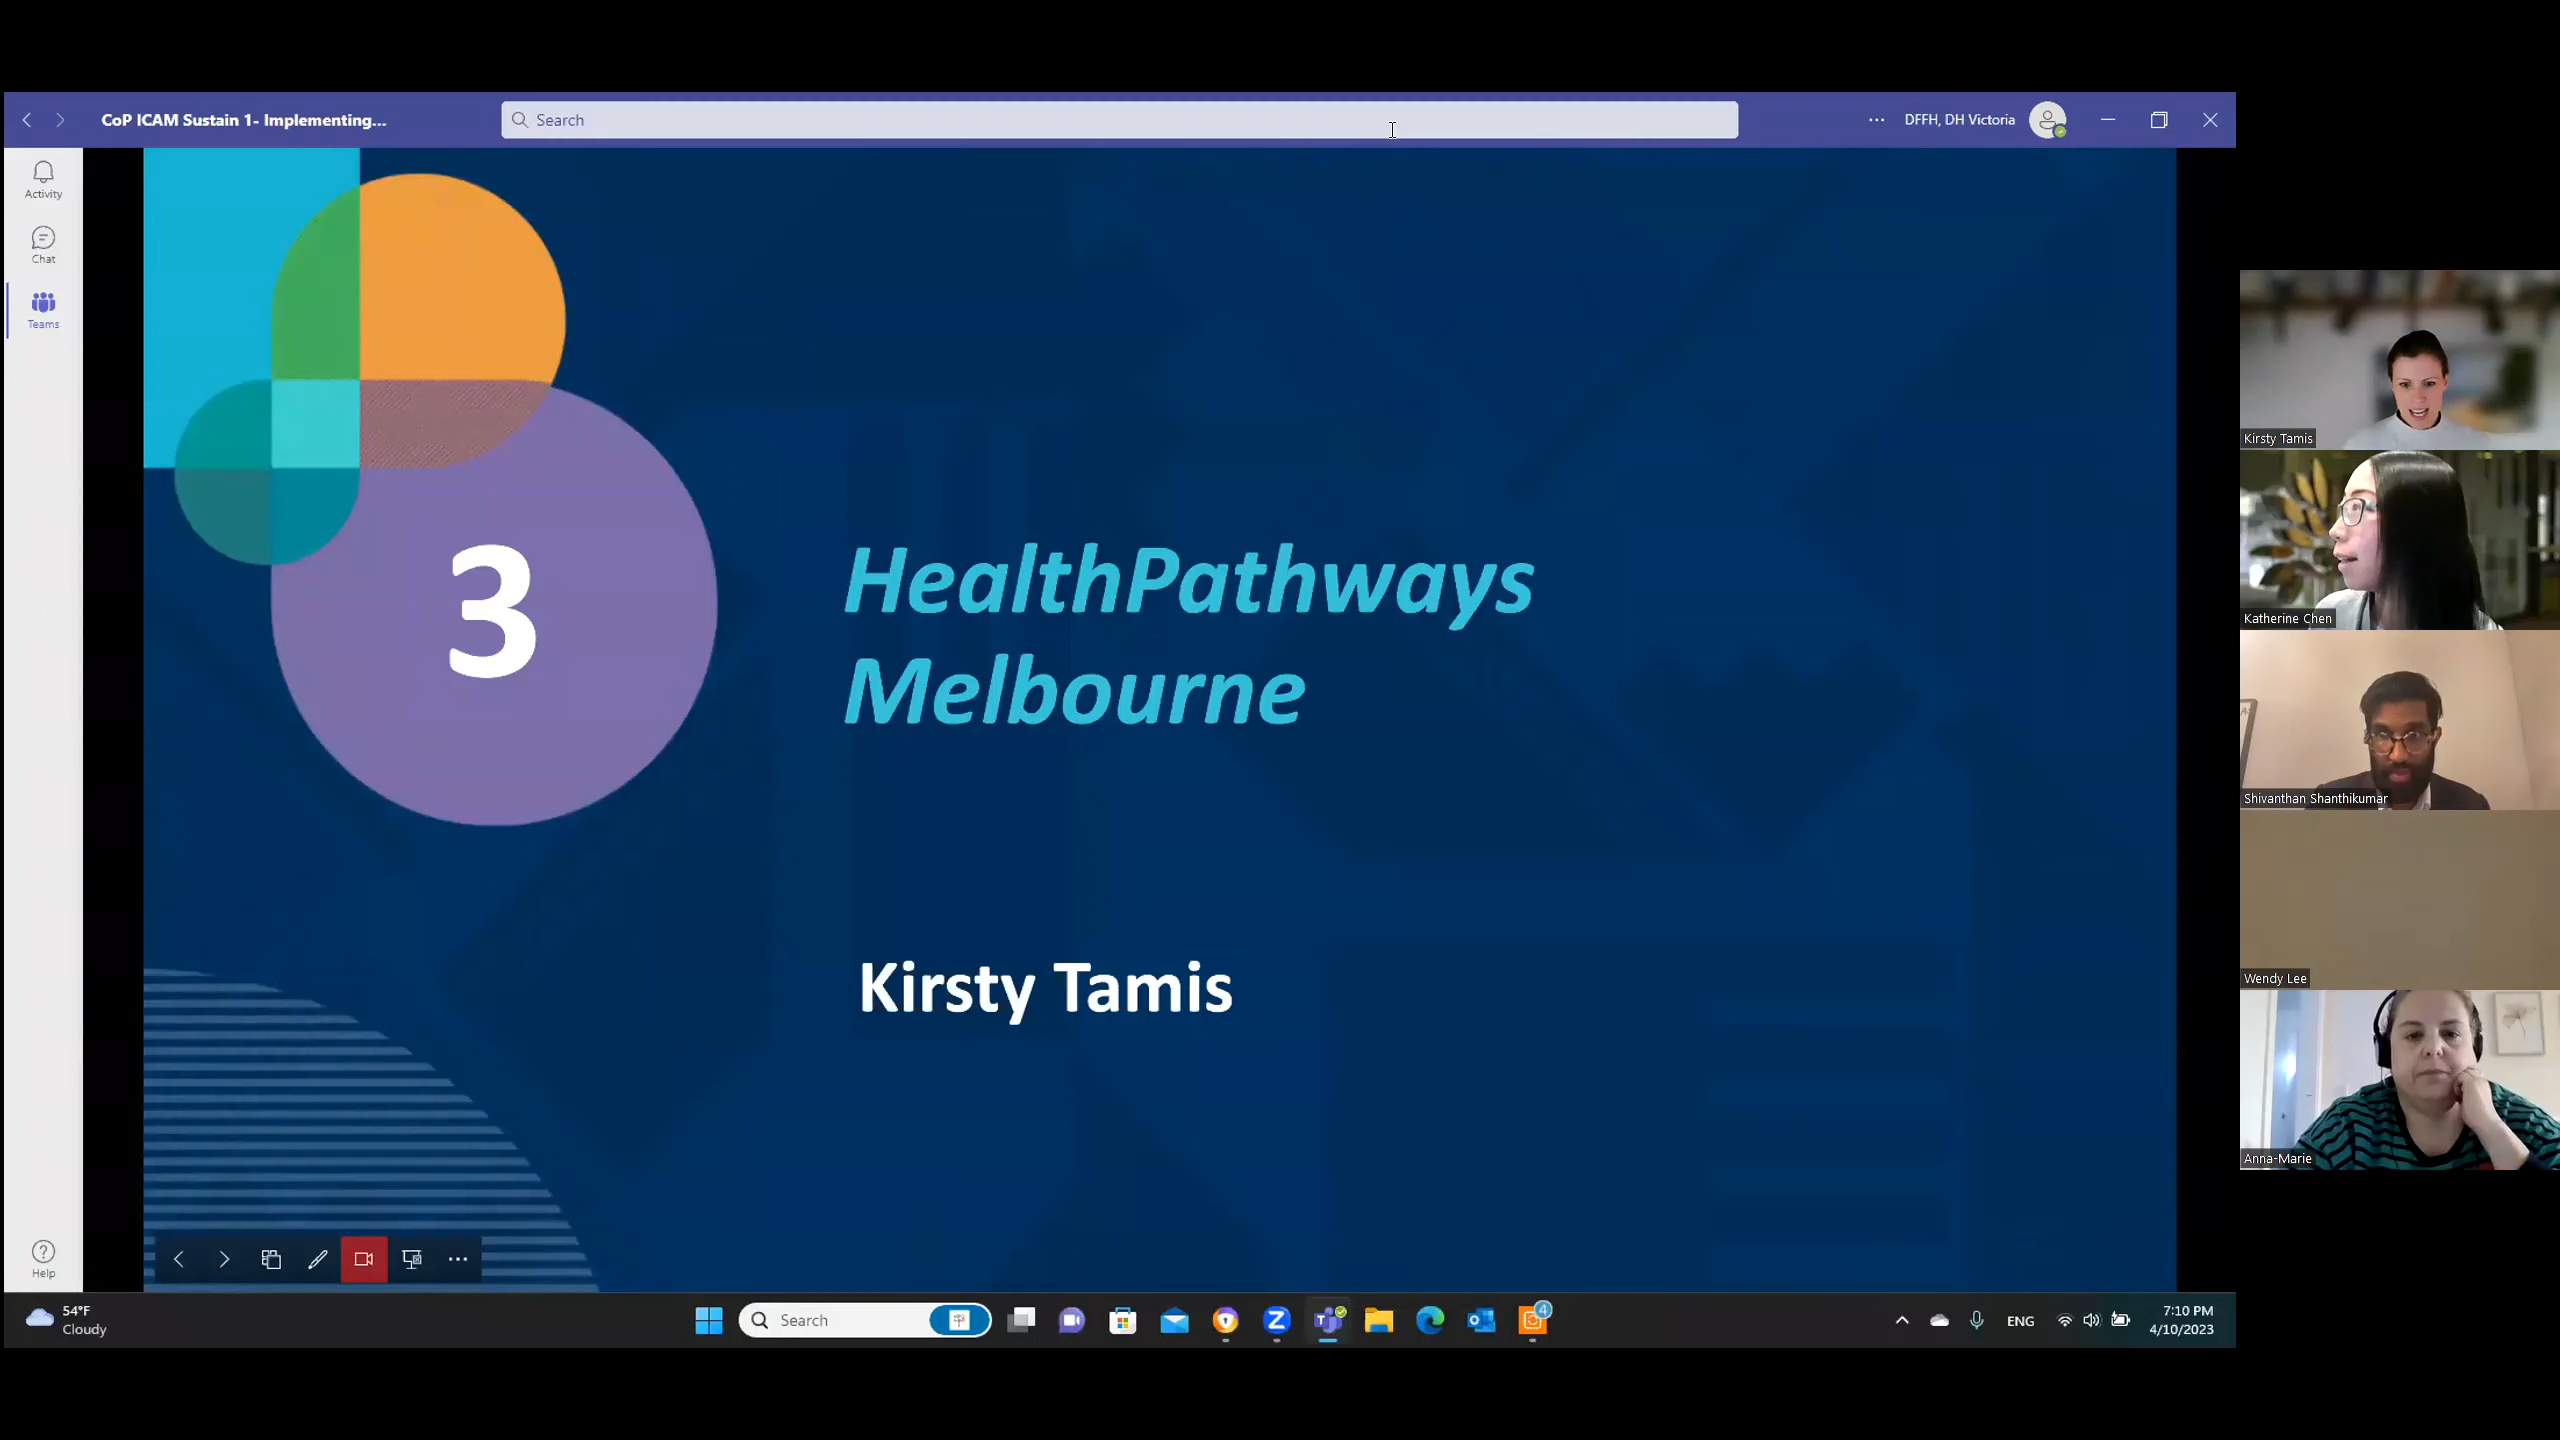 CoP ICAM Sustain 1- Implementing...
Search
DFFH, DH Victoria
Activity
Chat
Teams
3
HealthPathways
Melbourne
Kirsty Tamis
Help
54°F
Cloudy
Search
4
ENG
7:10 PM
4/10/2023
Kirsty Tamis
Katherine Chen
Shivanthan Shanthikumar
Wendy Lee
Anna-Marie